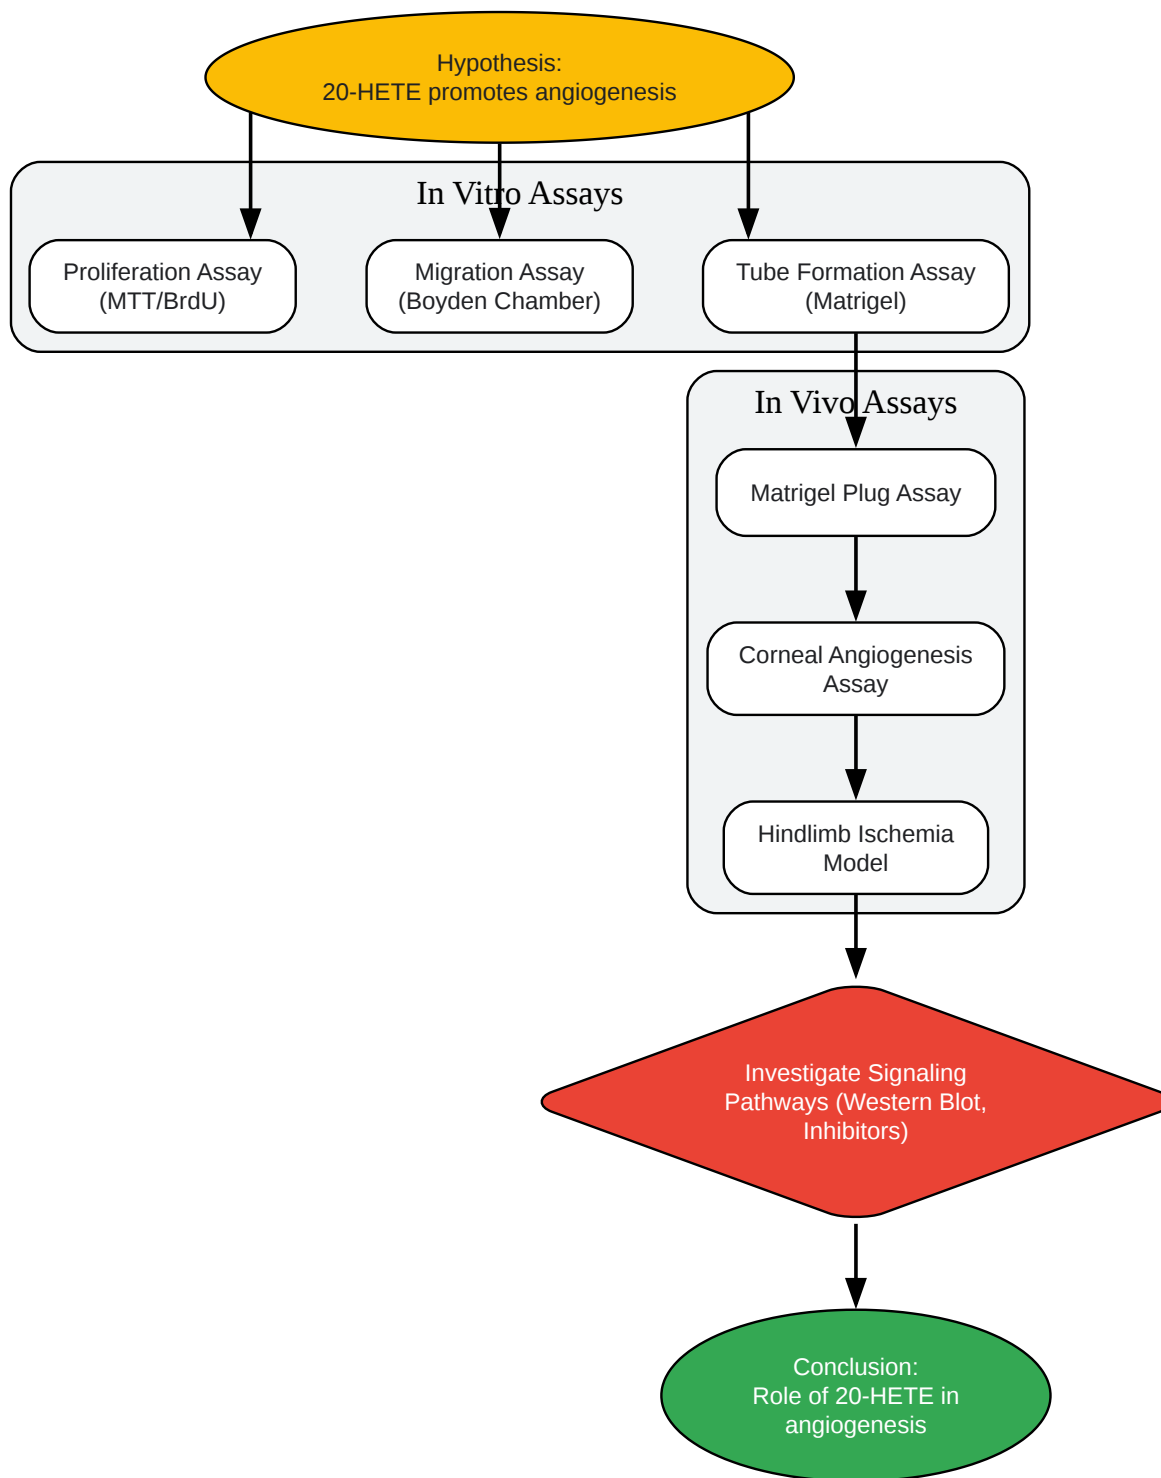 Hypothesis:
20-HETE promotes angiogenesis
In Vitro Assays
Proliferation Assay
(MTT/BrdU)
Migration Assay
(Boyden Chamber)
Tube Formation Assay
(Matrigel)
In Vivo Assays
Matrigel Plug Assay
Corneal Angiogenesis
Assay
Hindlimb Ischemia
Model
Investigate Signaling
Pathways (Western Blot,
Inhibitors)
Conclusion:
Role of 20-HETE in
angiogenesis